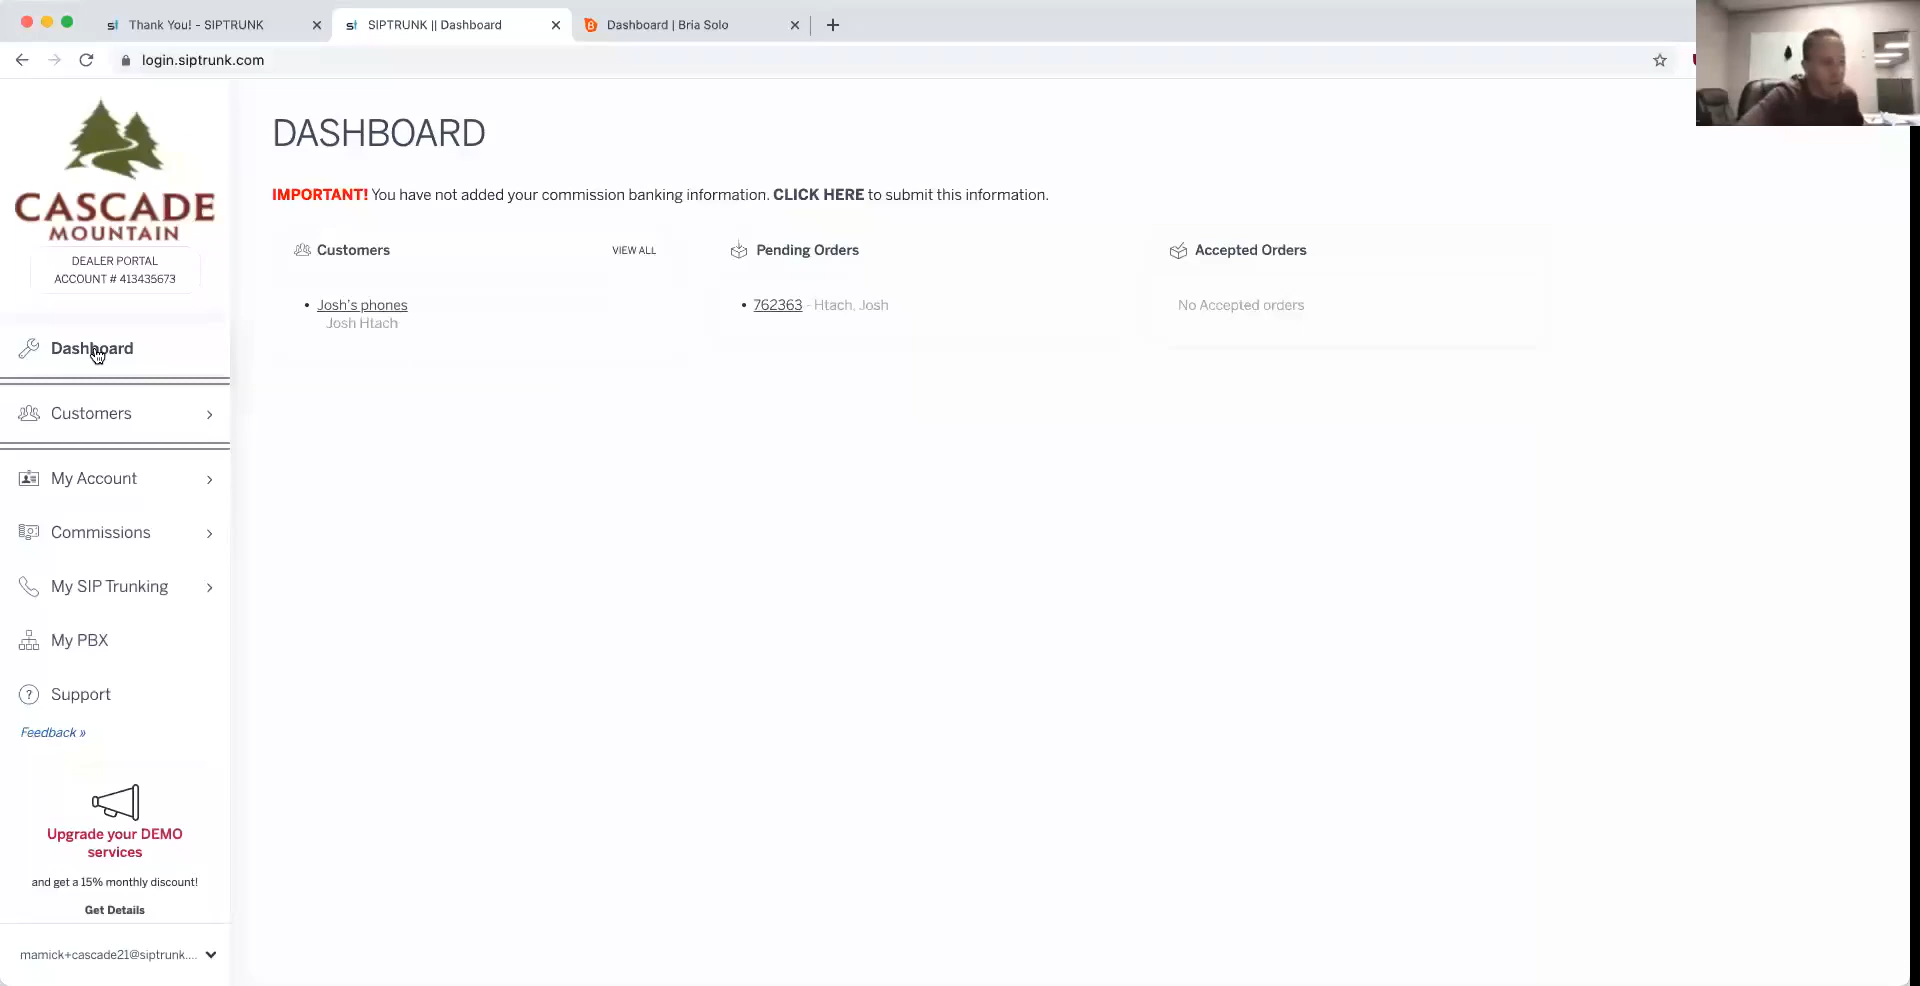 Thank You! - SIPTRUNK
SIPTRUNK || Dashboard
Dashboard | Bria Solo
login.siptrunk.com
CASCADE
MOUNTAIN
DEALER PORTAL
ACCOUNT # 413435673
Dashboard
Customers
My Account
Commissions
My SIP Trunking
My PBX
Support
Feedback »
Upgrade your DEMO
services
and get a 15% monthly discount!
Get Details
mamick+cascade21@siptrunk....
DASHBOARD
IMPORTANT! You have not added your commission banking information. CLICK HERE to submit this information.
Customers VIEW ALL
• Josh's phones
Josh Htach
Pending Orders
• 762363 - Htach, Josh
Accepted Orders
No Accepted orders